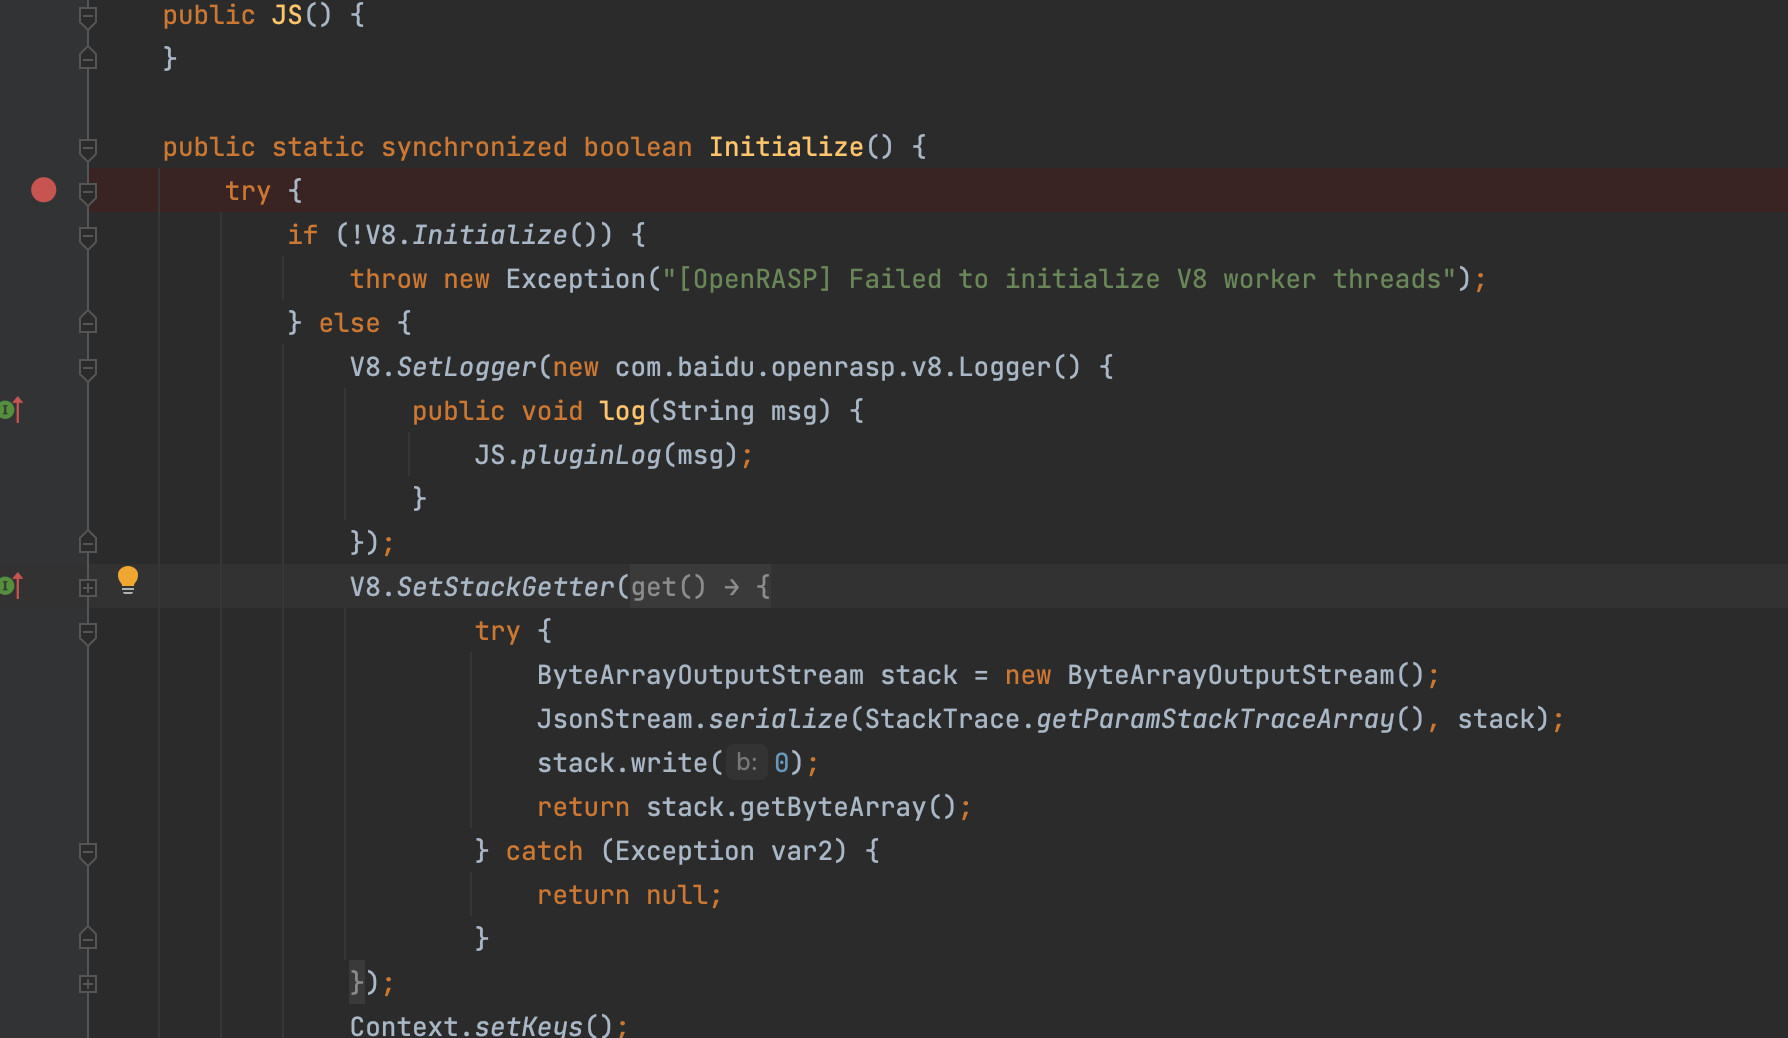 public JS() {
}
public static synchronized boolean Initialize() {
try {
if (!V8.Initialize()) {
throw new Exception("[OpenRASP] Failed to initialize V8 worker threads");
} else {
V8.SetLogger(new com.baidu.openrasp.v8.Logger() {
public void log(String msg) {
JS.pluginLog(msg);
}
});
V8.SetStackGetter(get() → {
try {
ByteArrayOutputStream stack = new ByteArrayOutputStream();
JsonStream.serialize(StackTrace.getParamStackTraceArray(), stack);
stack.write( b: 0);
return stack.getByteArray();
} catch (Exception var2) {
return null;
}
});
Context.setKeys();